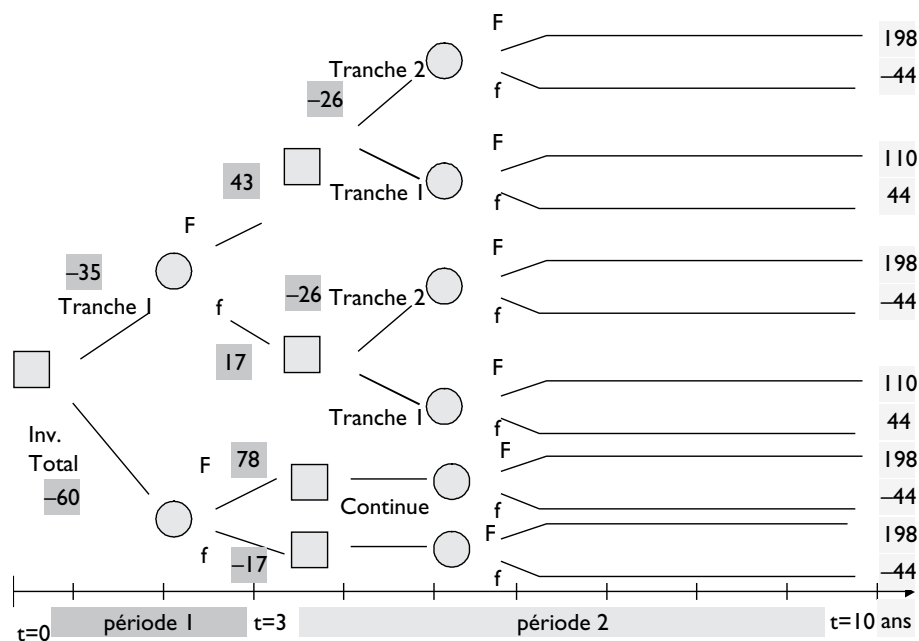 F
198
Tranche 2
–44
f
–26
F
110
43
Tranche 1
44
f
F
F
198
–35
–26
Tranche 2
Tranche 1
f
–44
f
17
F
110
Tranche 1
44
Inv.
f
F
Total
F
78
198
–60
Continue
–44
f
F
198
f
–17
–44
f
t=0
période 1
t=3
période 2
t=10 ans